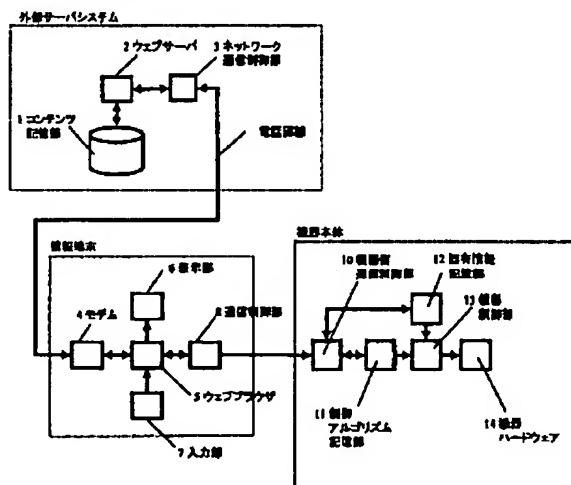 外部サーバシステム
2 ウェブサーバ
3 ネットワーク
通信制御部
1 コンテンツ
記憶部
電話回線
機器本体
6 表示部
10 機器側
通信制御部
12 固有情報
記憶部
4 モデム
8 通信制御部
13 機器
制御部
5 ウェブブラウザ
11 制御
アルゴリズム
記憶部
14 機器
ハードウェア
7 入力部